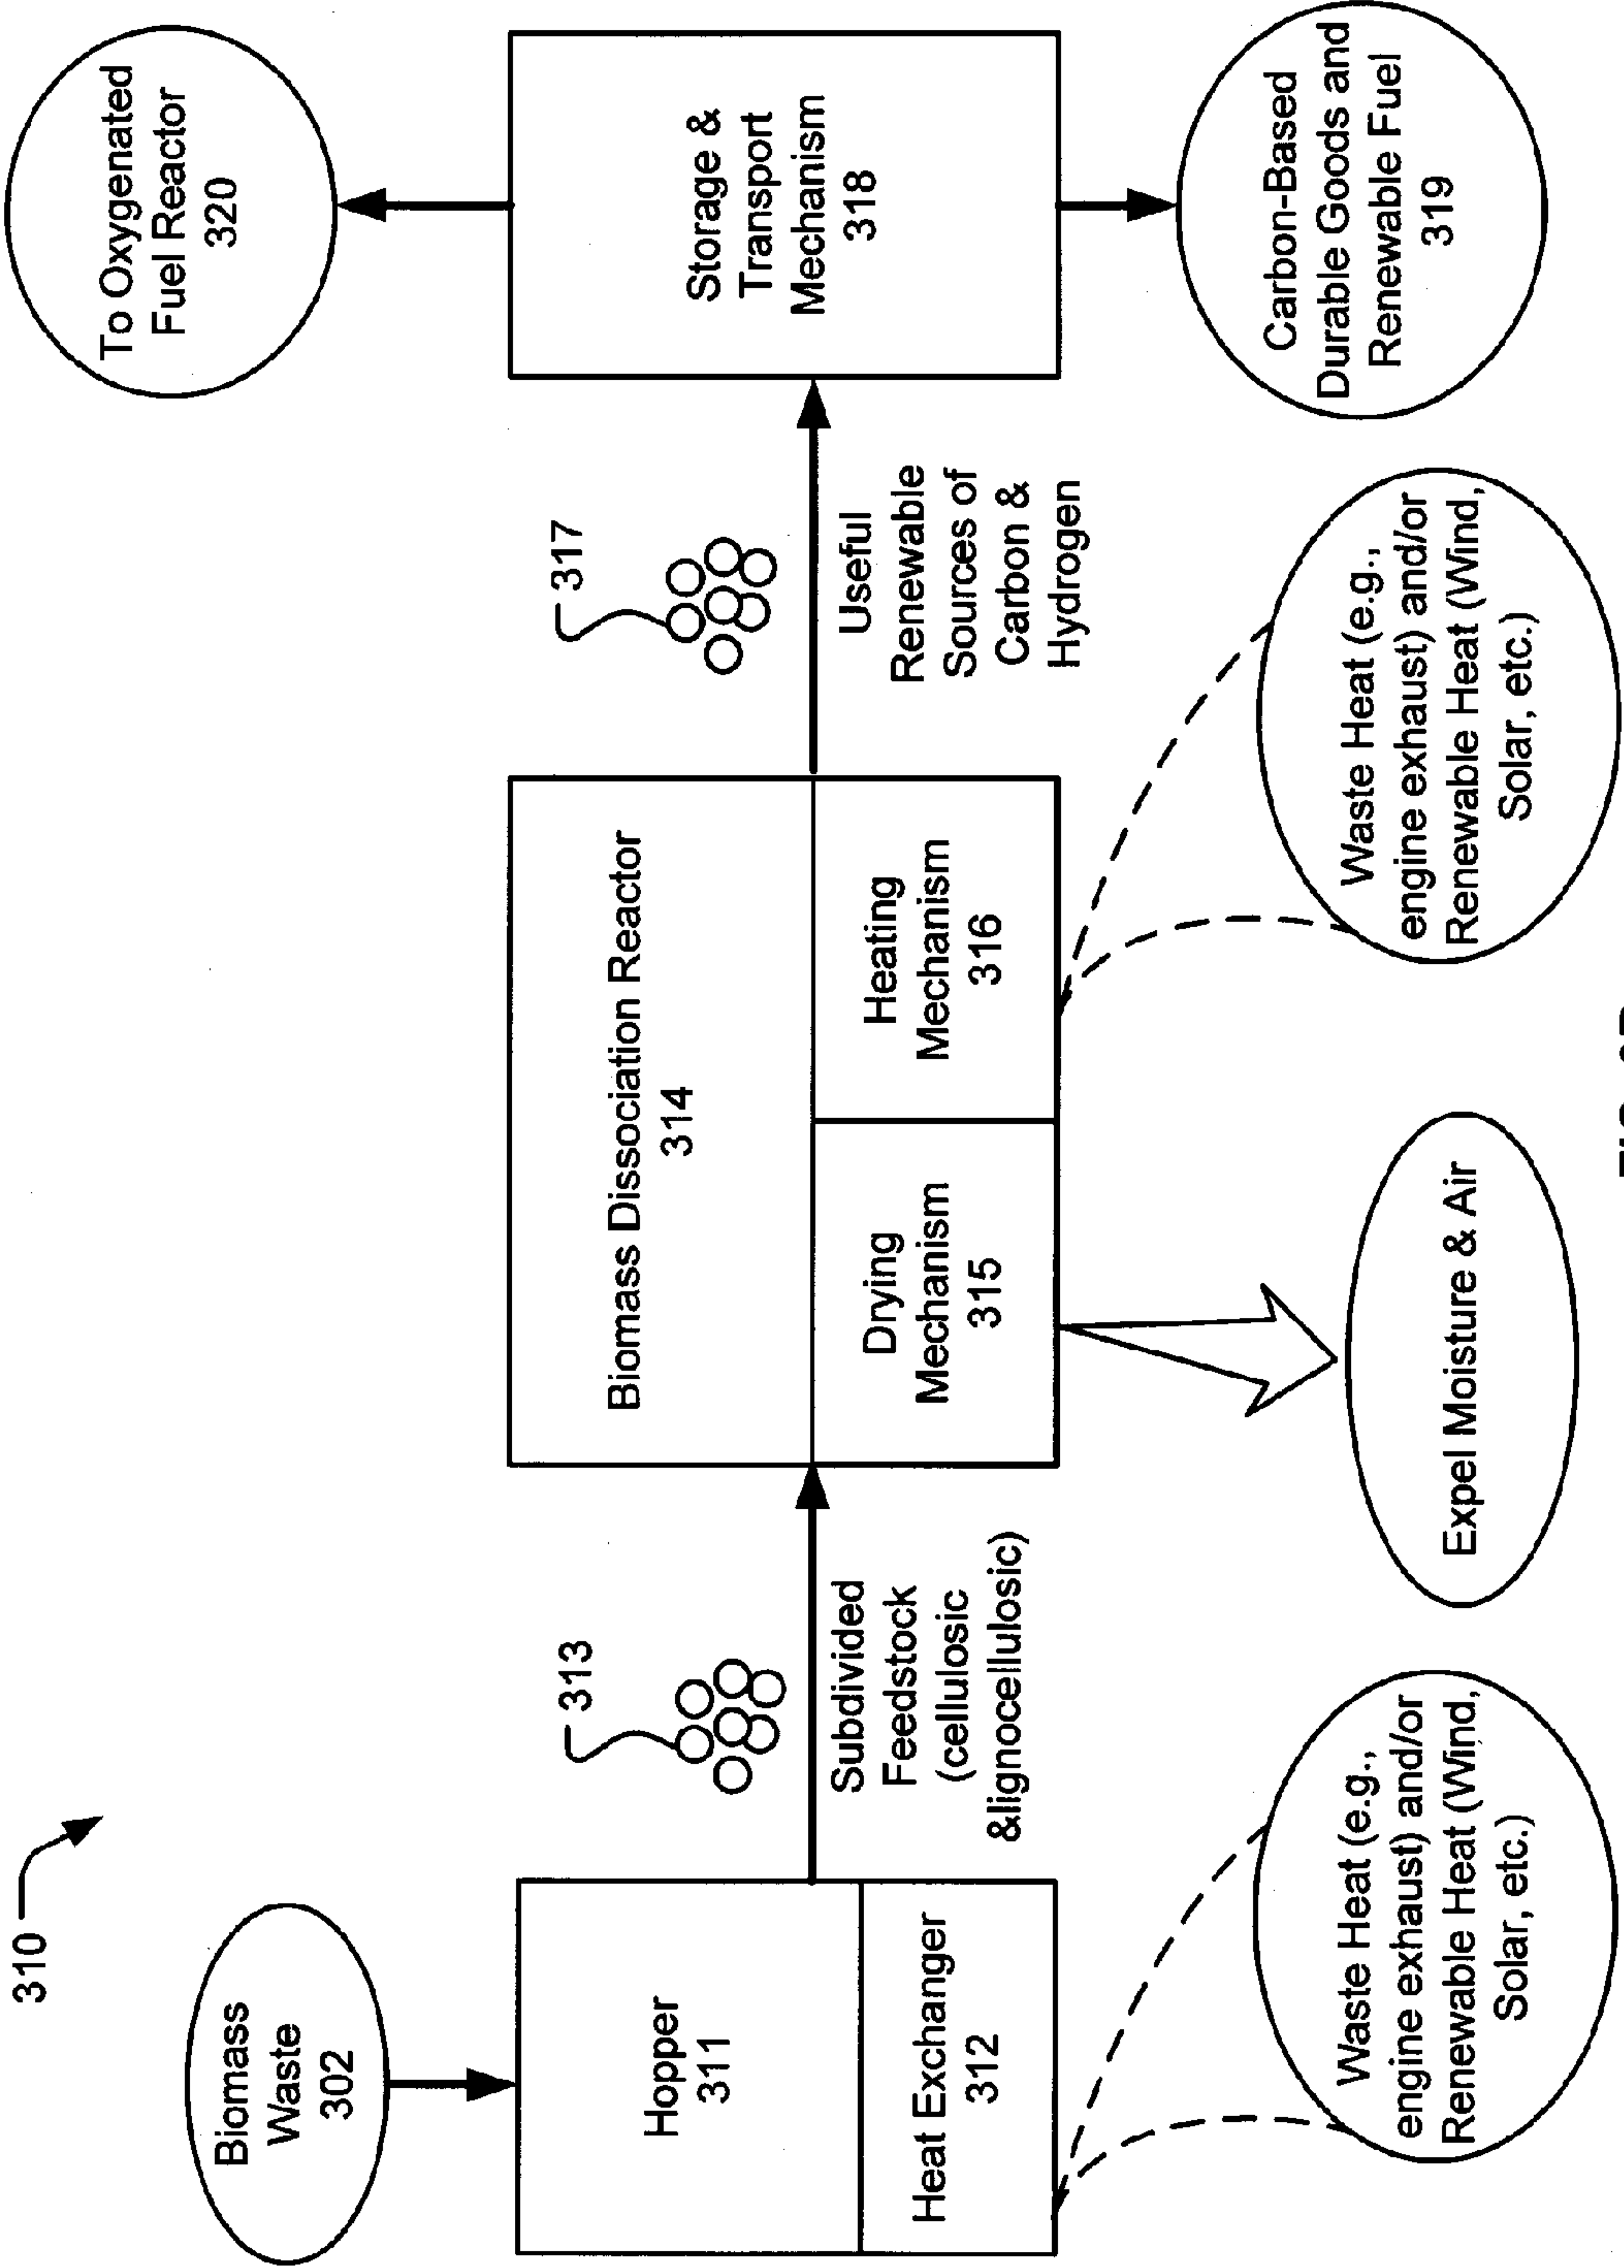 310
Biomass
Waste
302
Hopper
311
Heat Exchanger
312
Waste Heat (e.g.,
engine exhaust) and/or
Renewable Heat (Wind,
Solar, etc.)
313
Subdivided
Feedstock
(cellulosic
&lignocellulosic)
Biomass Dissociation Reactor
314
Drying
Mechanism
315
Heating
Mechanism
316
Expel Moisture & Air
Waste Heat (e.g.,
engine exhaust) and/or
Renewable Heat (Wind,
Solar, etc.)
317
Useful
Renewable
Sources of
Carbon &
Hydrogen
To Oxygenated
Fuel Reactor
320
Storage &
Transport
Mechanism
318
Carbon-Based
Durable Goods and
Renewable Fuel
319